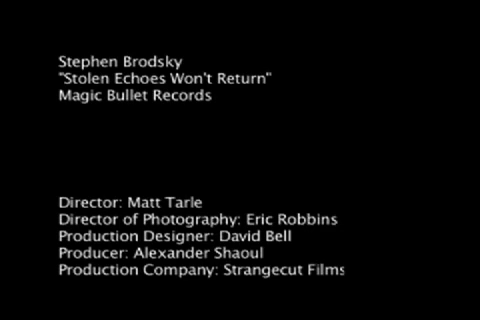 Stephen Brodsky
"Stolen Echoes Won't Return"
Magic Bullet Records
Director: Matt Tarle
Director of Photography: Eric Robbins
Production Designer: David Bell
Producer: Alexander Shaoul
Production Company: Strangecut Films